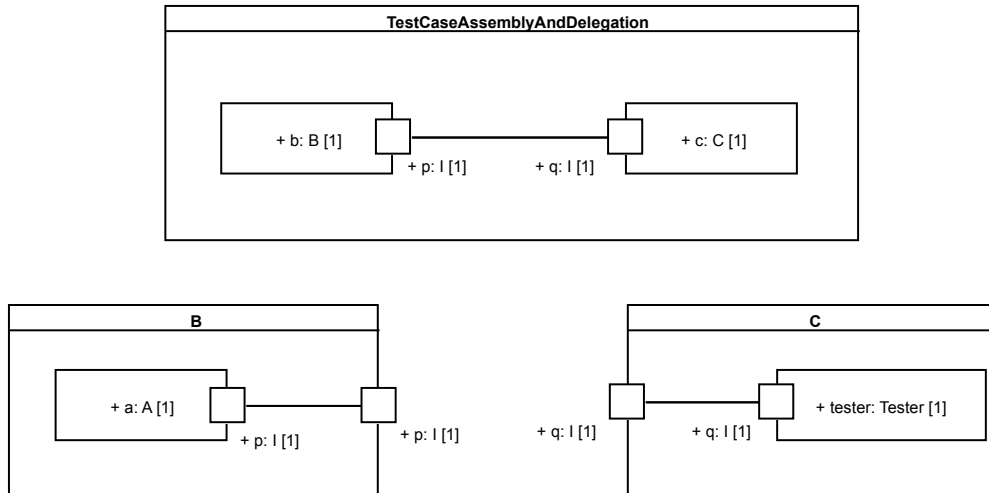 TestCaseAssemblyAndDelegation
+ b: B [1]
+ c: C [1]
+ p: I [1]
+ q: I [1]
B
C
+ a: A [1]
+ tester: Tester [1]
+ p: I [1]
+ p: I [1]
+ q: I [1]
+ q: I [1]